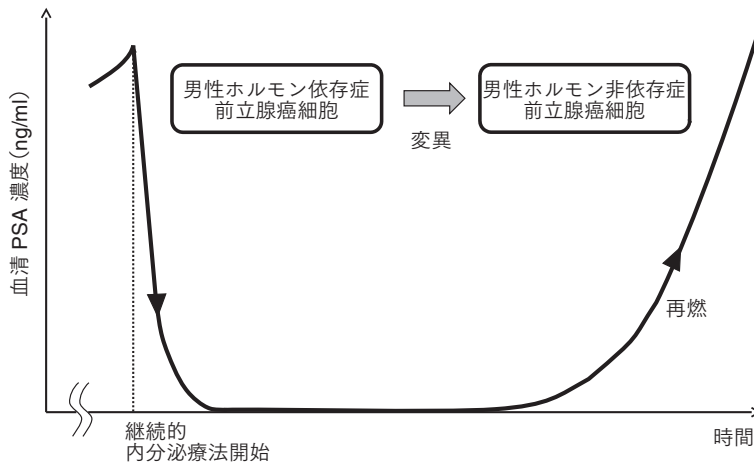 血清 PSA 濃度(ng/ml)
男性ホルモン依存症
前立腺癌細胞
変異
男性ホルモン非依存症
前立腺癌細胞
再燃
継続的
内分泌療法開始
時間